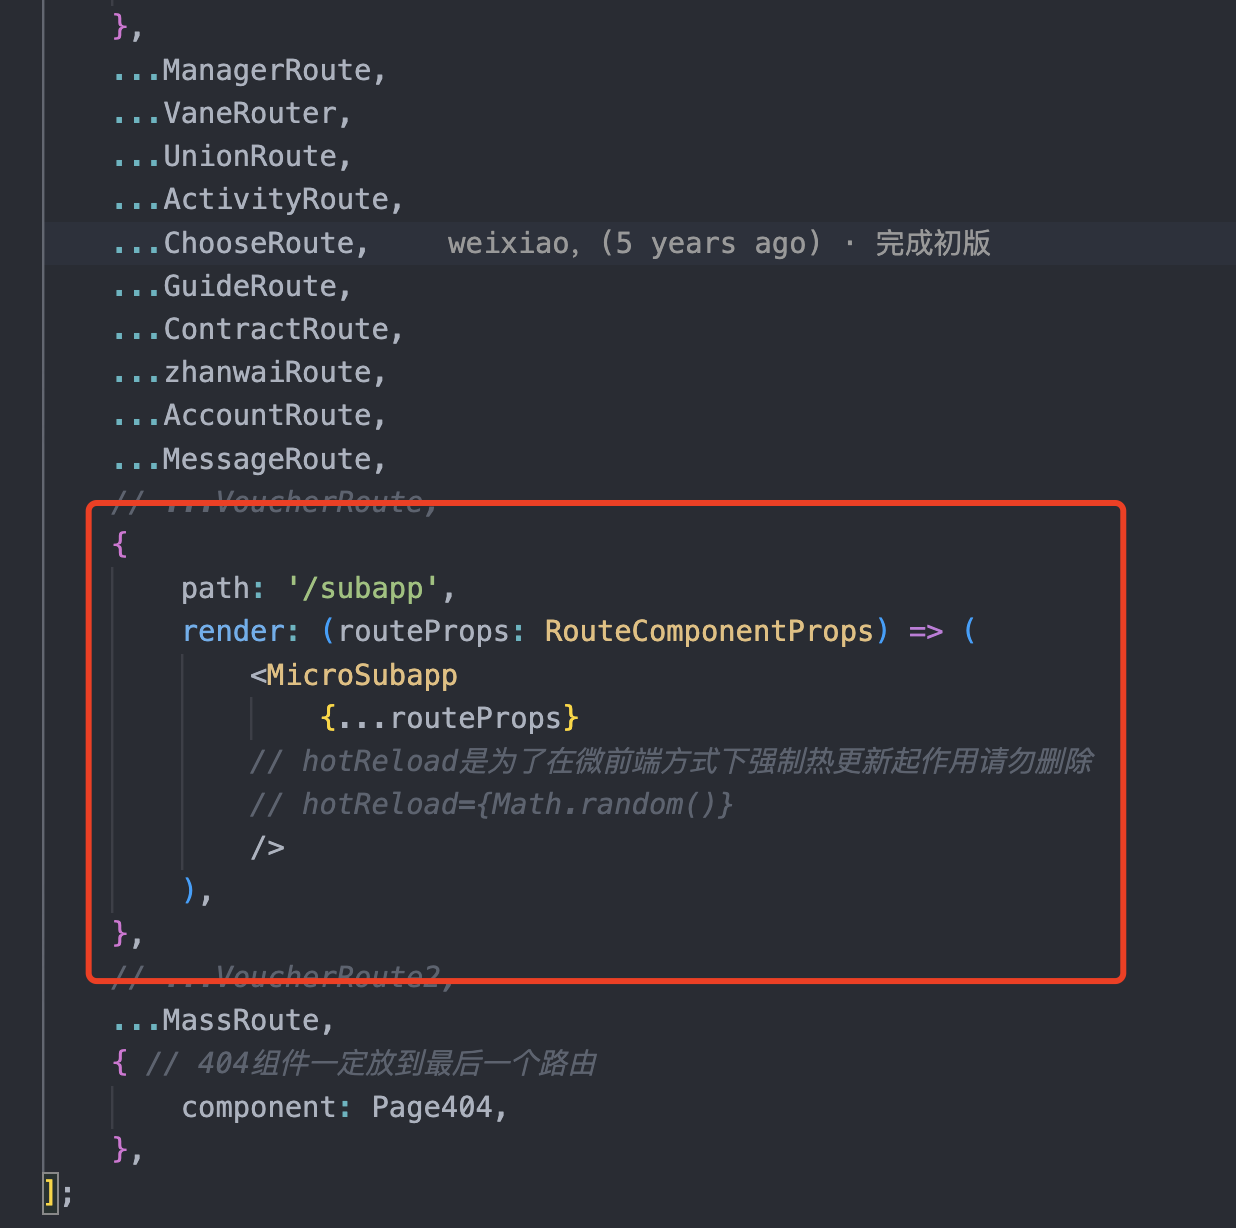 },
...ManagerRoute,
...VaneRouter,
...UnionRoute,
...ActivityRoute,
...ChooseRoute, weixiao, (5 years ago) · 完成初版
...GuideRoute,
...ContractRoute,
...zhanwaiRoute,
...AccountRoute,
...MessageRoute,
// ...VoucherRoute,
{
path: '/subapp',
render: (routeProps: RouteComponentProps) => (
<MicroSubapp
{...routeProps}
// hotReload是为了在微前端方式下强制热更新起作用请勿删除
// hotReload={Math.random()}
/>
),
},
// ...VoucherRoute2,
...MassRoute,
{ // 404组件一定放到最后一个路由
component: Page404,
},
];